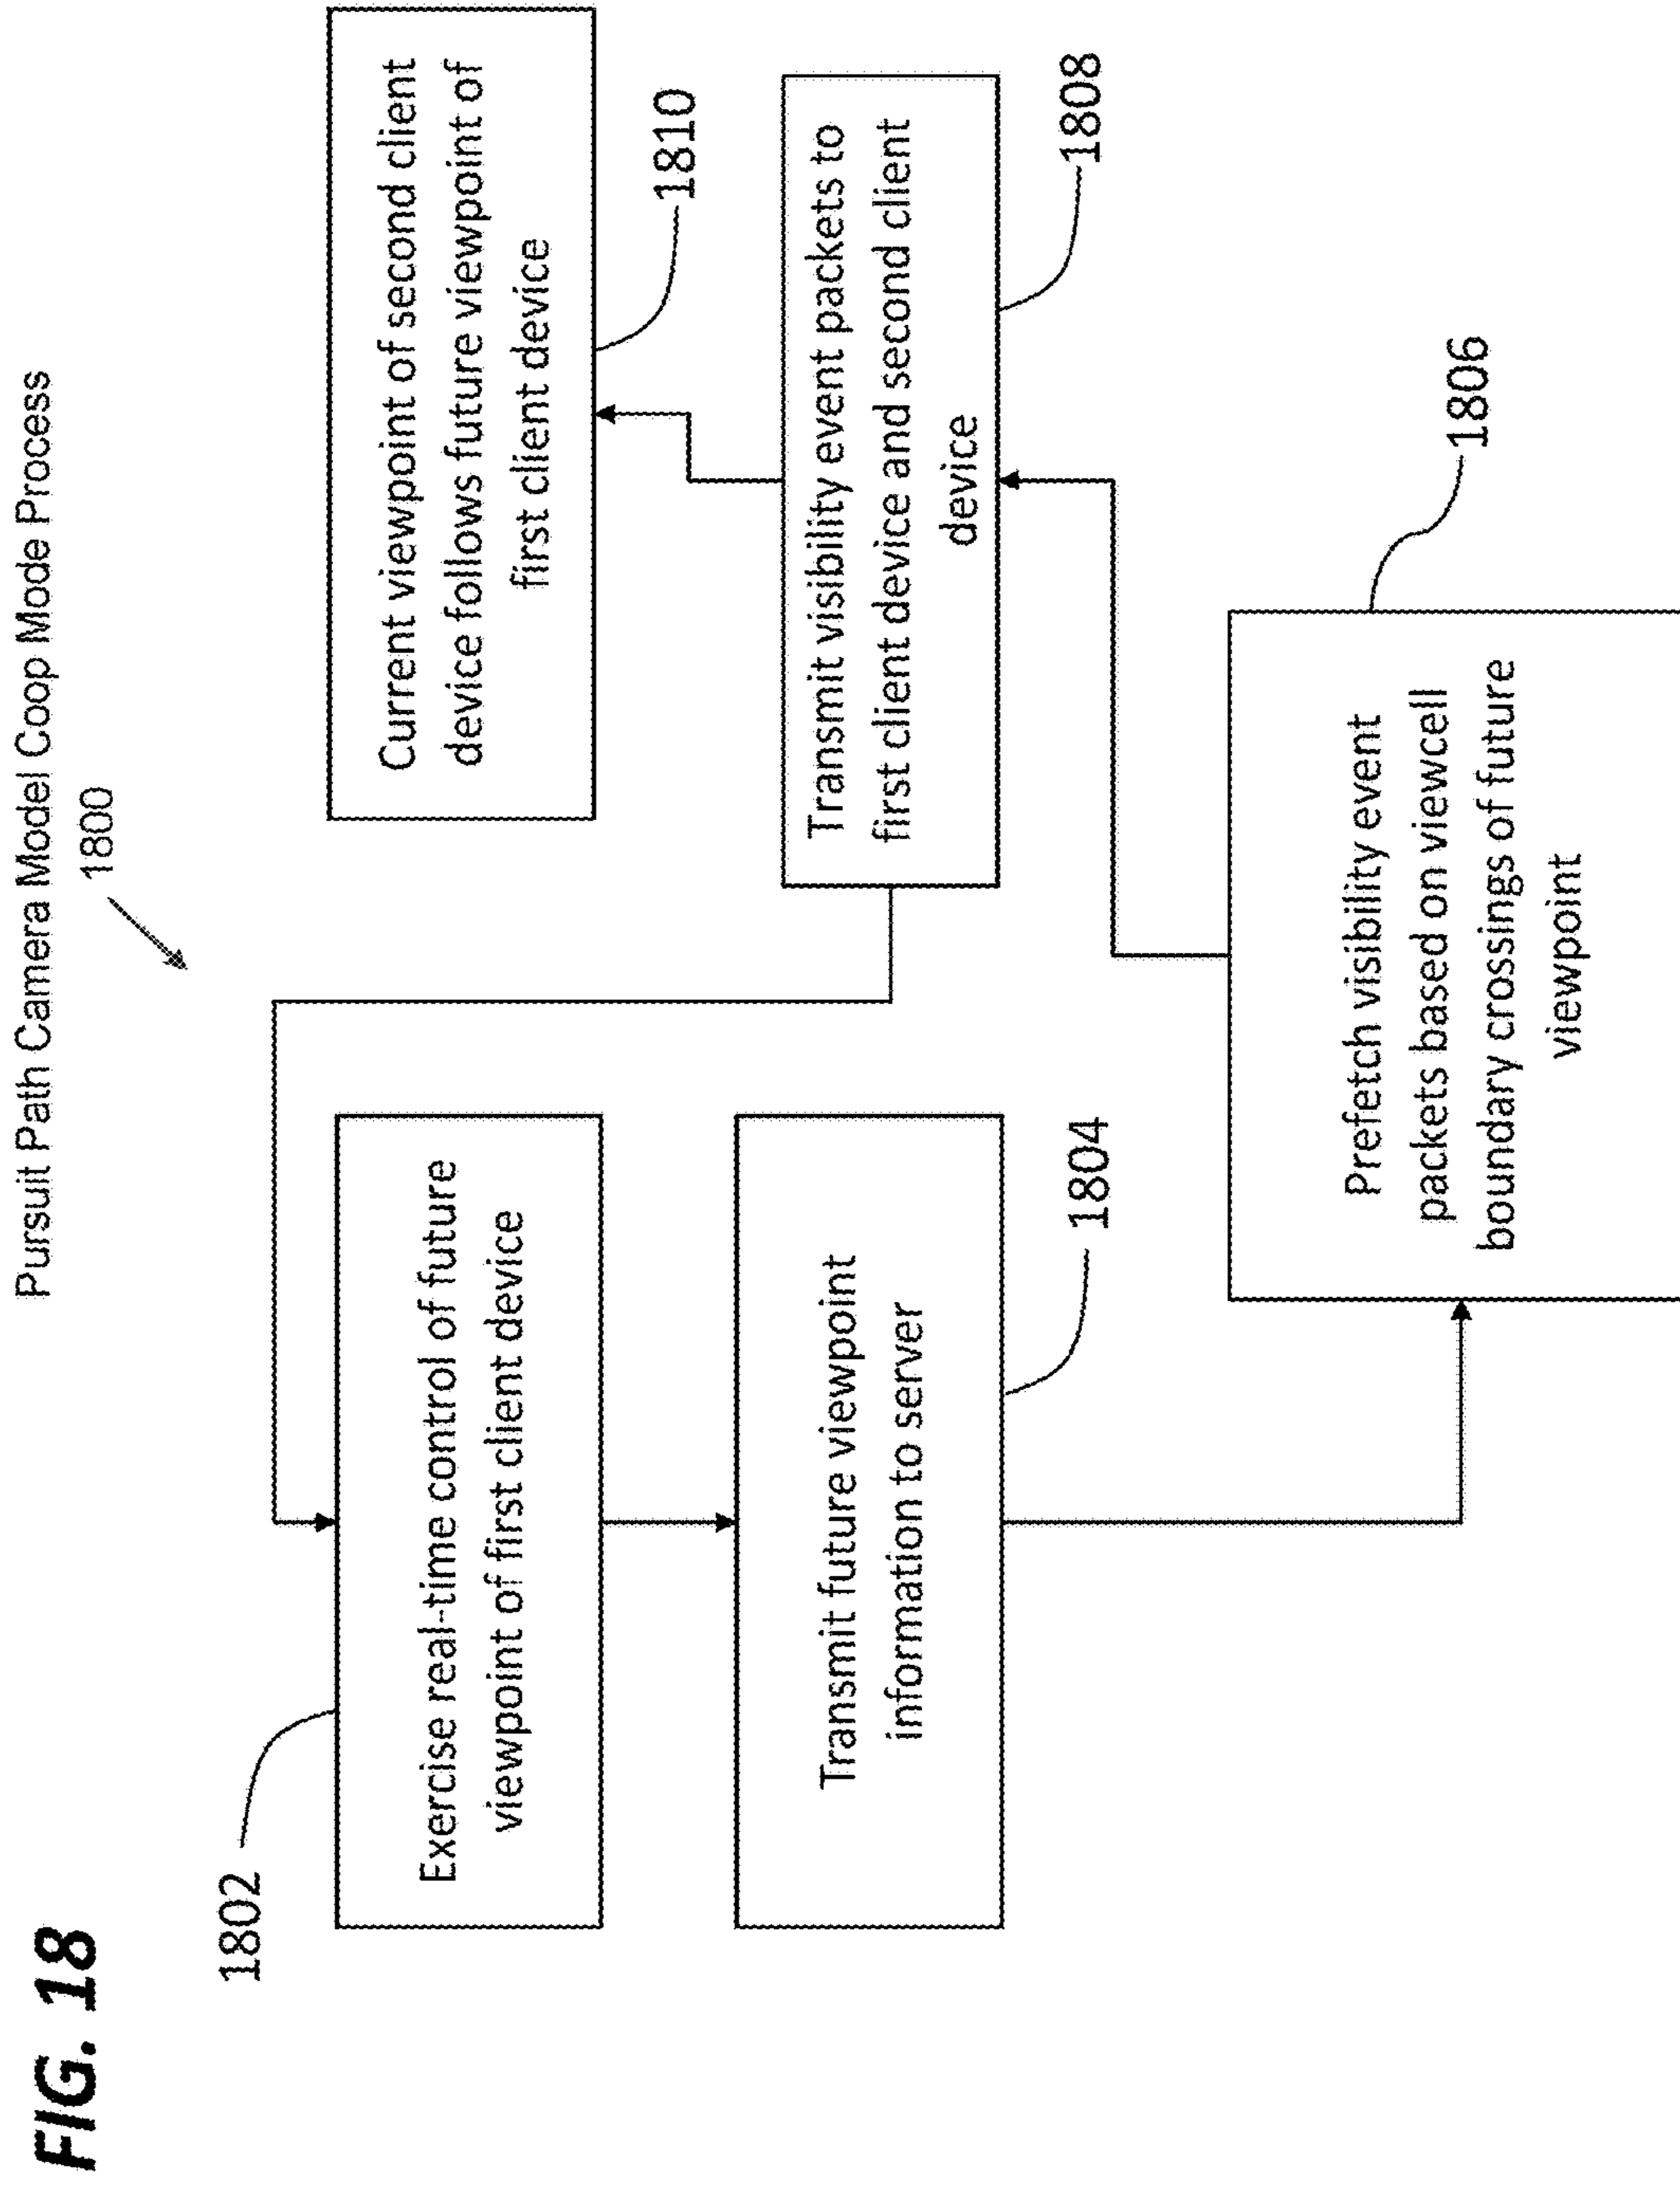 FIG. 18
Pursuit Path Camera Model Coop Mode Process
1800
1802
Exercise real-time control of future
viewpoint of first client device
Transmit future viewpoint
information to server
1804
Prefetch visibility event
packets based on viewcell
boundary crossings of future
viewpoint
1806
Transmit visibility event packets to
first client device and second client
device
1808
Current viewpoint of second client
device follows future viewpoint of
first client device
1810